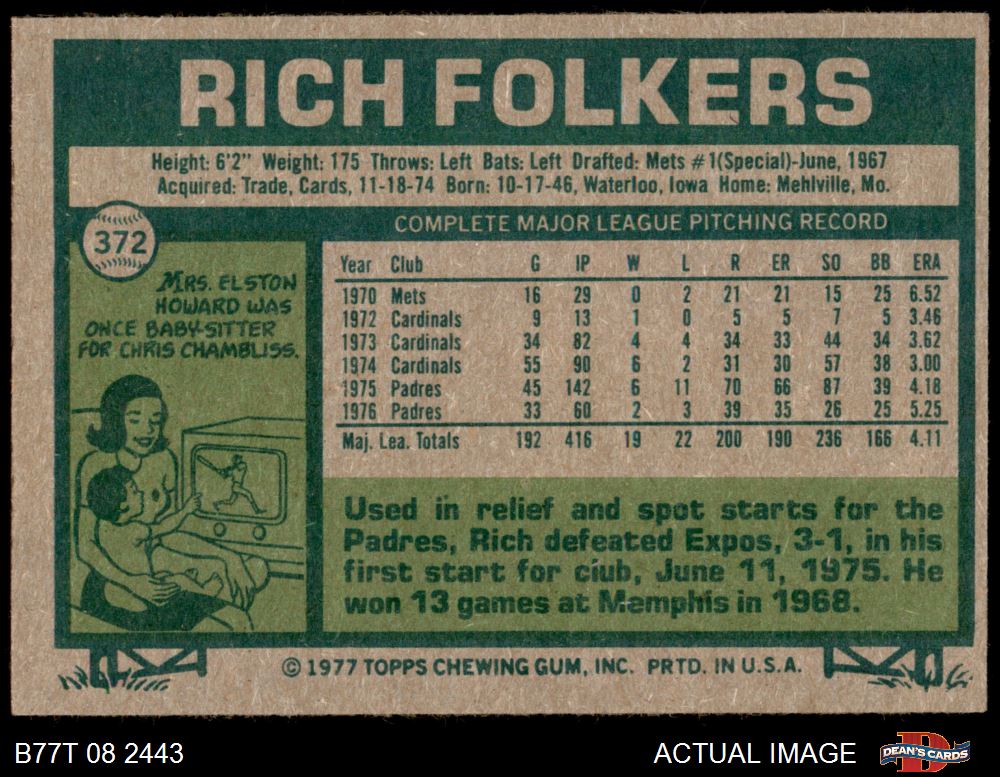 RICH FOLKERS
Height: 6'2" Weight: 175 Throws: Left Bats: Left Drafted: Mets #1(Special)-June, 1967
Acquired: Trade, Cards, 11-18-74 Born: 10-17-46, Waterloo, Iowa Home: Mehlville, Mo.
372
MRS. ELSTON
HOWARD WAS
ONCE BABY-SITTER
FOR CHRIS CHAMBLISS.
COMPLETE MAJOR LEAGUE PITCHING RECORD
Year Club G IP W L R ER SO BB ERA
1970 Mets 16 29 0 2 21 21 15 25 6.52
1972 Cardinals 9 13 1 0 5 5 7 5 3.46
1973 Cardinals 34 82 4 4 34 33 44 34 3.62
1974 Cardinals 55 90 6 2 31 30 57 38 3.00
1975 Padres 45 142 6 11 70 66 87 39 4.18
1976 Padres 33 60 2 3 39 35 26 25 5.25
Maj. Lea. Totals 192 416 19 22 200 190 236 166 4.11
Used in relief and spot starts for the
Padres, Rich defeated Expos, 3-1, in his
first start for club, June 11, 1975. He
won 13 games at Memphis in 1968.
© 1977 TOPPS CHEWING GUM, INC. PRTD. IN U.S.A.
B77T 08 2443
ACTUAL IMAGE
D
DEAN'S CARDS